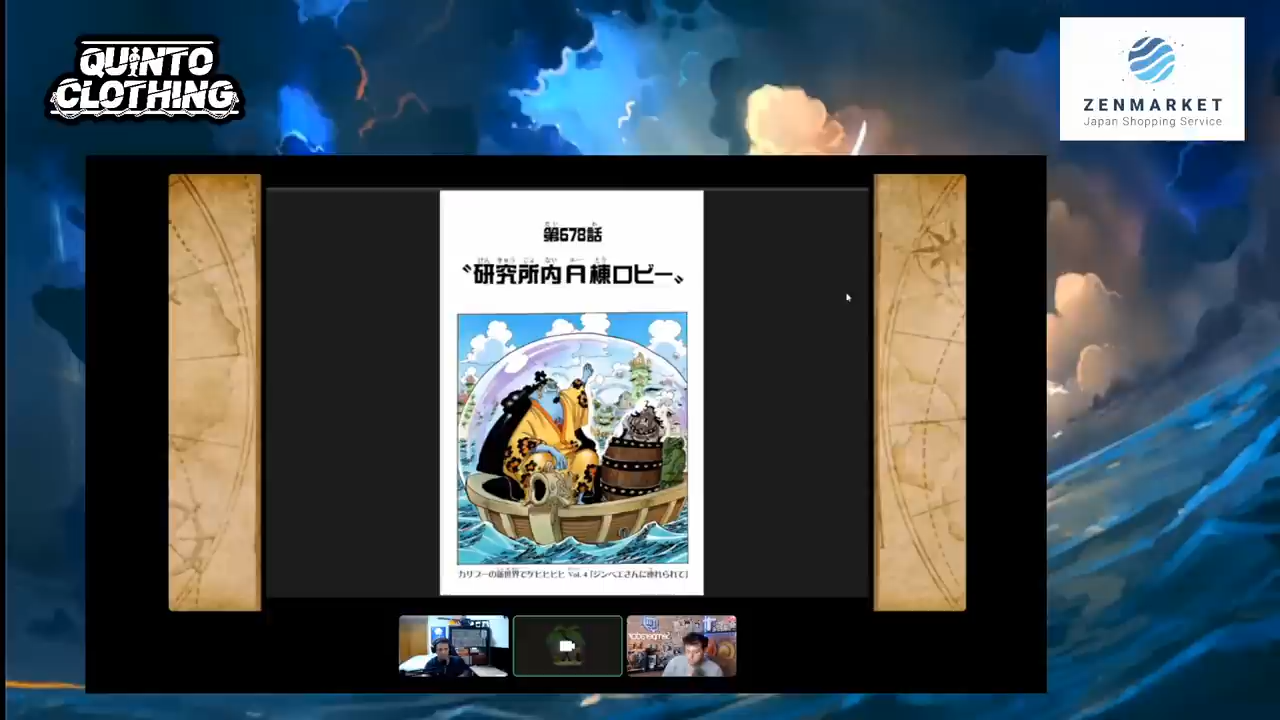 QUINTO
CLOTHING
ZENMARKET
Japan Shopping Service
第678話
〝研究所内A棟ロビー〟
カリブーの新世界でケヒヒヒヒ Vol.4「ジンベエさんに連れられて」